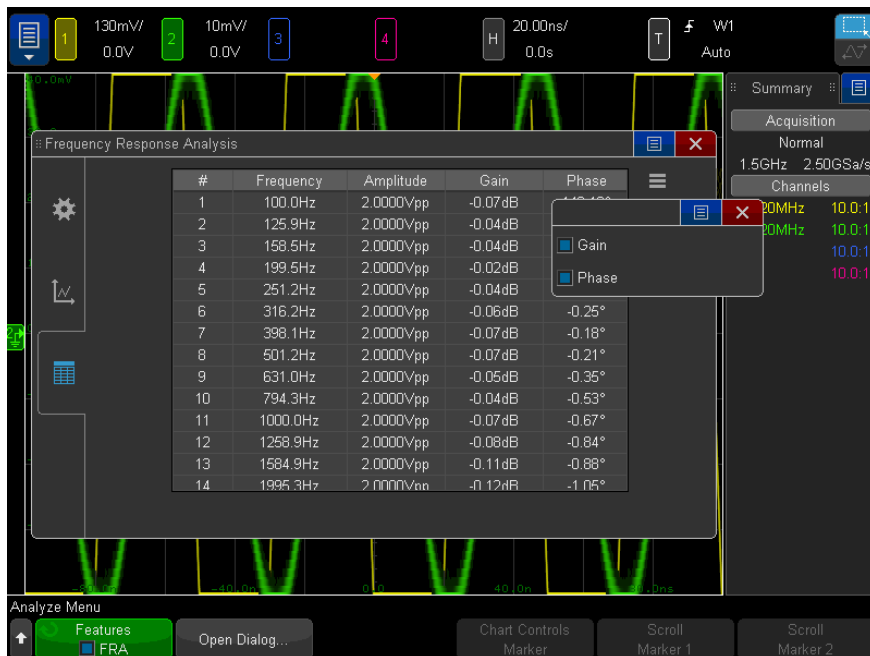 130mV/ 10mV/ 20.00ns/ W1
1 2 3 4 H T
0.0V 0.0V 0.0s Auto
Summary
Acquisition
Normal
1.5GHz 2.50GSa/s
Channels
20MHz 10.0:1
20MHz 10.0:1
10.0:1
10.0:1
Frequency Response Analysis
# Frequency Amplitude Gain Phase
1 100.0Hz 2.0000Vpp -0.07dB
2 125.9Hz 2.0000Vpp -0.04dB
3 158.5Hz 2.0000Vpp -0.04dB
4 199.5Hz 2.0000Vpp -0.02dB
5 251.2Hz 2.0000Vpp -0.04dB
6 316.2Hz 2.0000Vpp -0.06dB -0.25°
7 398.1Hz 2.0000Vpp -0.07dB -0.18°
8 501.2Hz 2.0000Vpp -0.07dB -0.21°
9 631.0Hz 2.0000Vpp -0.05dB -0.35°
10 794.3Hz 2.0000Vpp -0.04dB -0.53°
11 1000.0Hz 2.0000Vpp -0.07dB -0.67°
12 1258.9Hz 2.0000Vpp -0.08dB -0.84°
13 1584.9Hz 2.0000Vpp -0.11dB -0.88°
14 1995.3Hz 2.0000Vpp -0.12dB -1.05°
Gain
Phase
-40.0n 0.0 40.0n
Analyze Menu
Features
FRA
Open Dialog...
Chart Controls
Marker
Scroll
Marker 1
Scroll
Marker 2